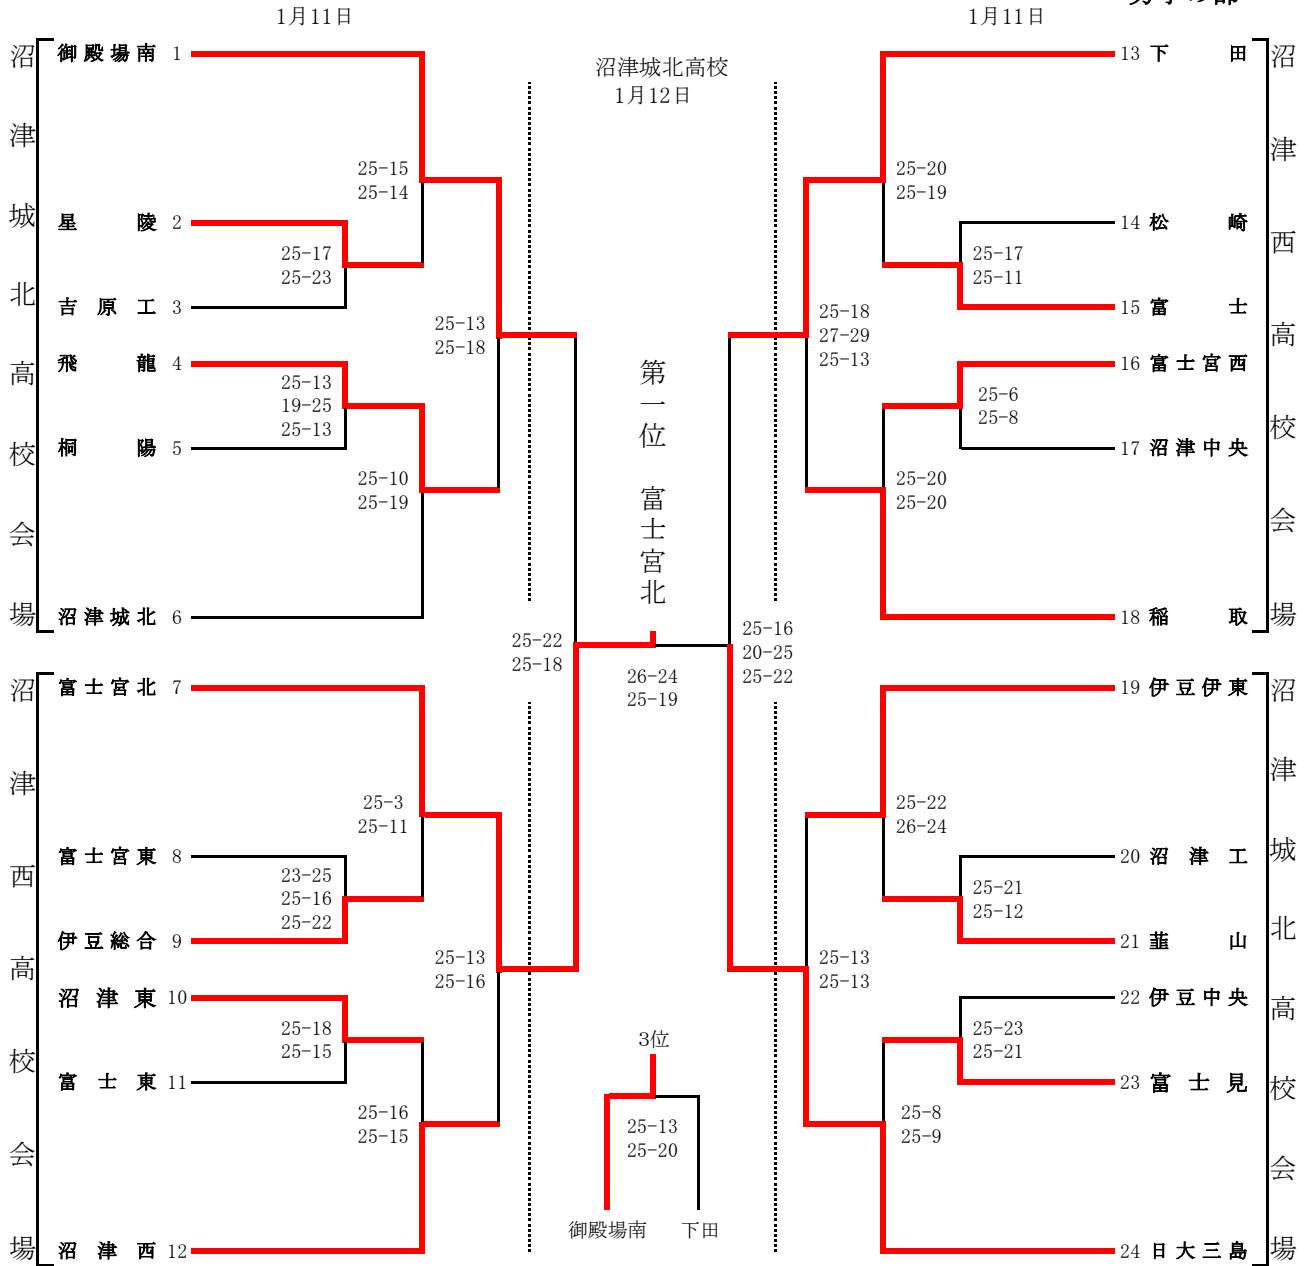 1月11日
1月11日
沼津城北高校
1月12日
沼津城北高校会場
御殿場南 1
星陵 2
吉原工 3
飛龍 4
桐陽 5
沼津城北 6
25-15
25-14
25-17
25-23
25-13
19-25
25-13
25-10
25-19
25-13
25-18
沼津西高校会場
富士宮北 7
富士宮東 8
伊豆総合 9
沼津東 10
富士東 11
沼津西 12
25-3
25-11
23-25
25-16
25-22
25-18
25-15
25-16
25-15
25-13
25-16
25-22
25-18
第一位 富士宮北
26-24
25-19
25-16
20-25
25-22
3位
25-13
25-20
御殿場南 下田
沼津西高校会場
13 下田
14 松崎
15 富士
16 富士宮西
17 沼津中央
18 稲取
25-20
25-19
25-17
25-11
25-18
27-29
25-13
25-6
25-8
25-20
25-20
沼津城北高校会場
19 伊豆伊東
20 沼津工
21 韮山
22 伊豆中央
23 富士見
24 日大三島
25-22
26-24
25-21
25-12
25-13
25-13
25-23
25-21
25-8
25-9